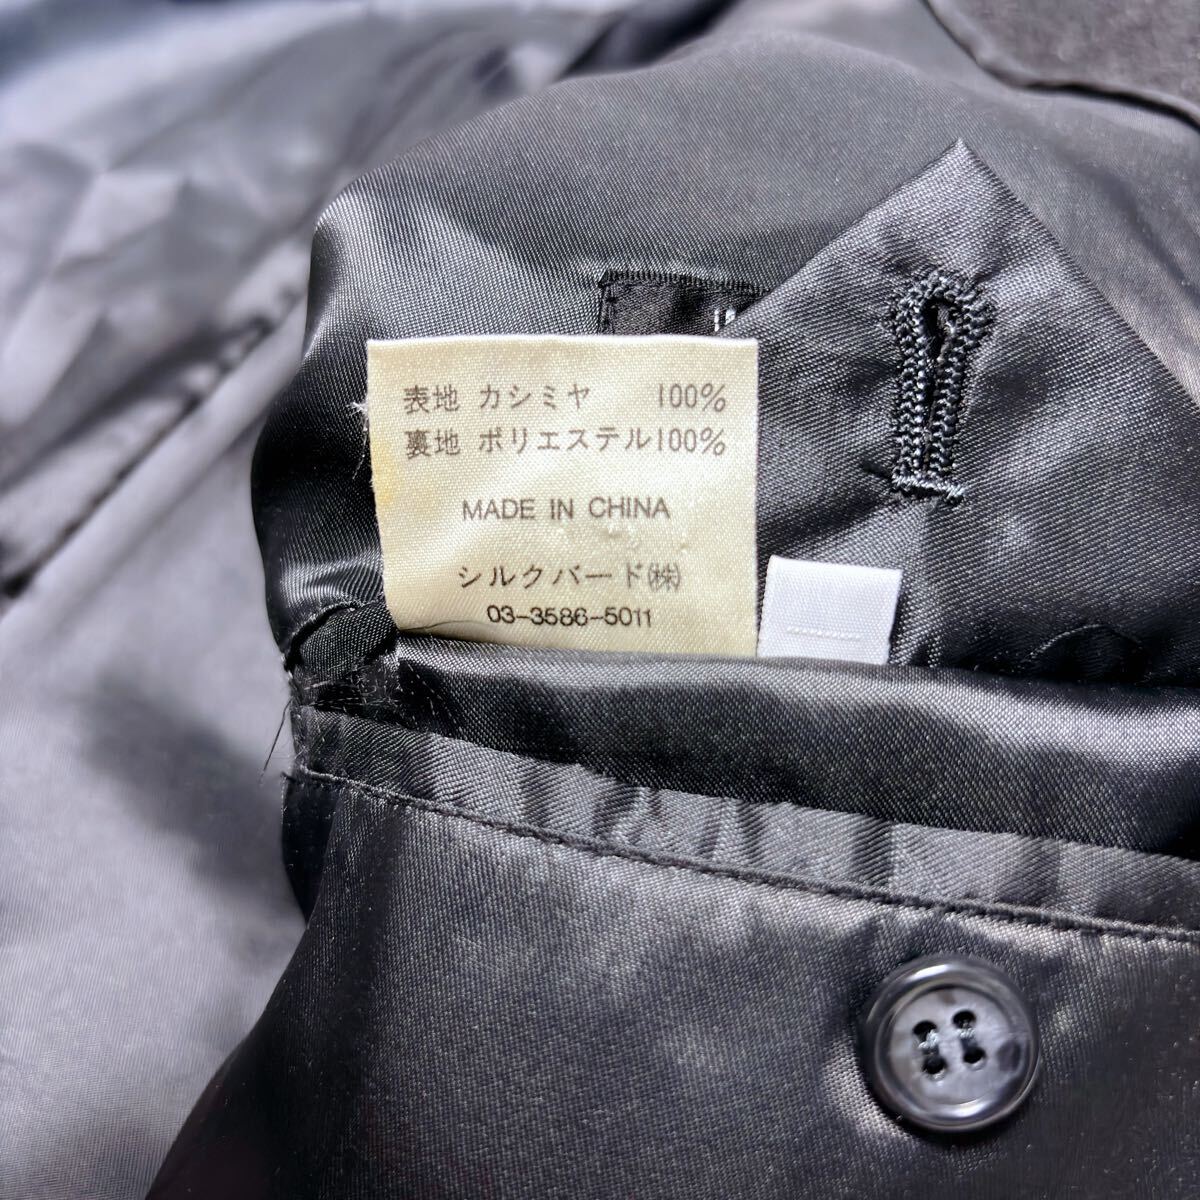 表地 カシミヤ 100%
裏地 ポリエステル100%
MADE IN CHINA
シルクバード㈱
03-3586-5011